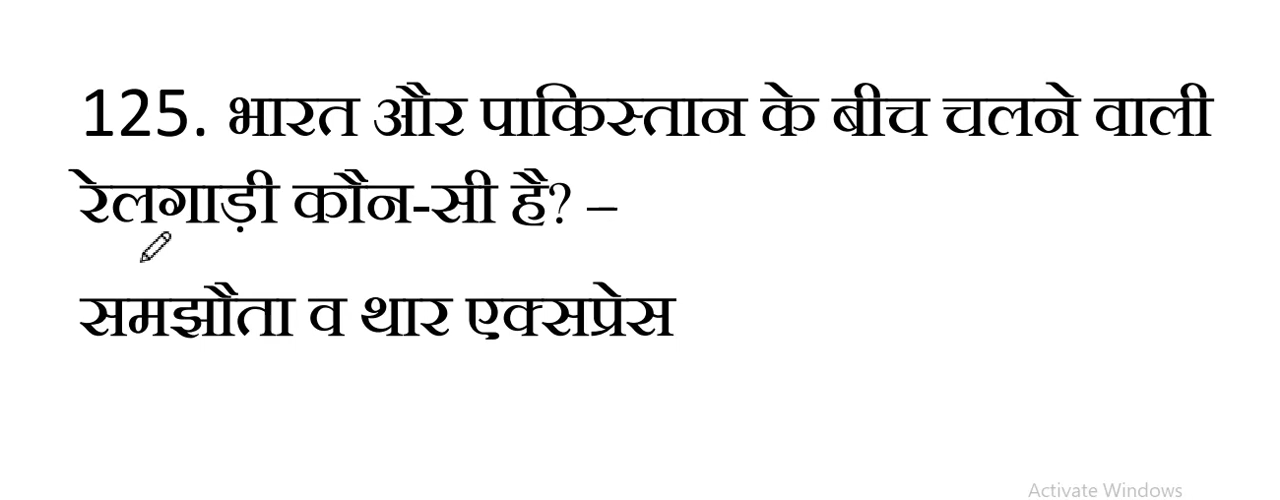 125. भारत और पाकिस्तान के बीच चलने वाली
रेलगाड़ी कौन-सी है? –
समझौता व थार एक्सप्रेस
Activate Windows